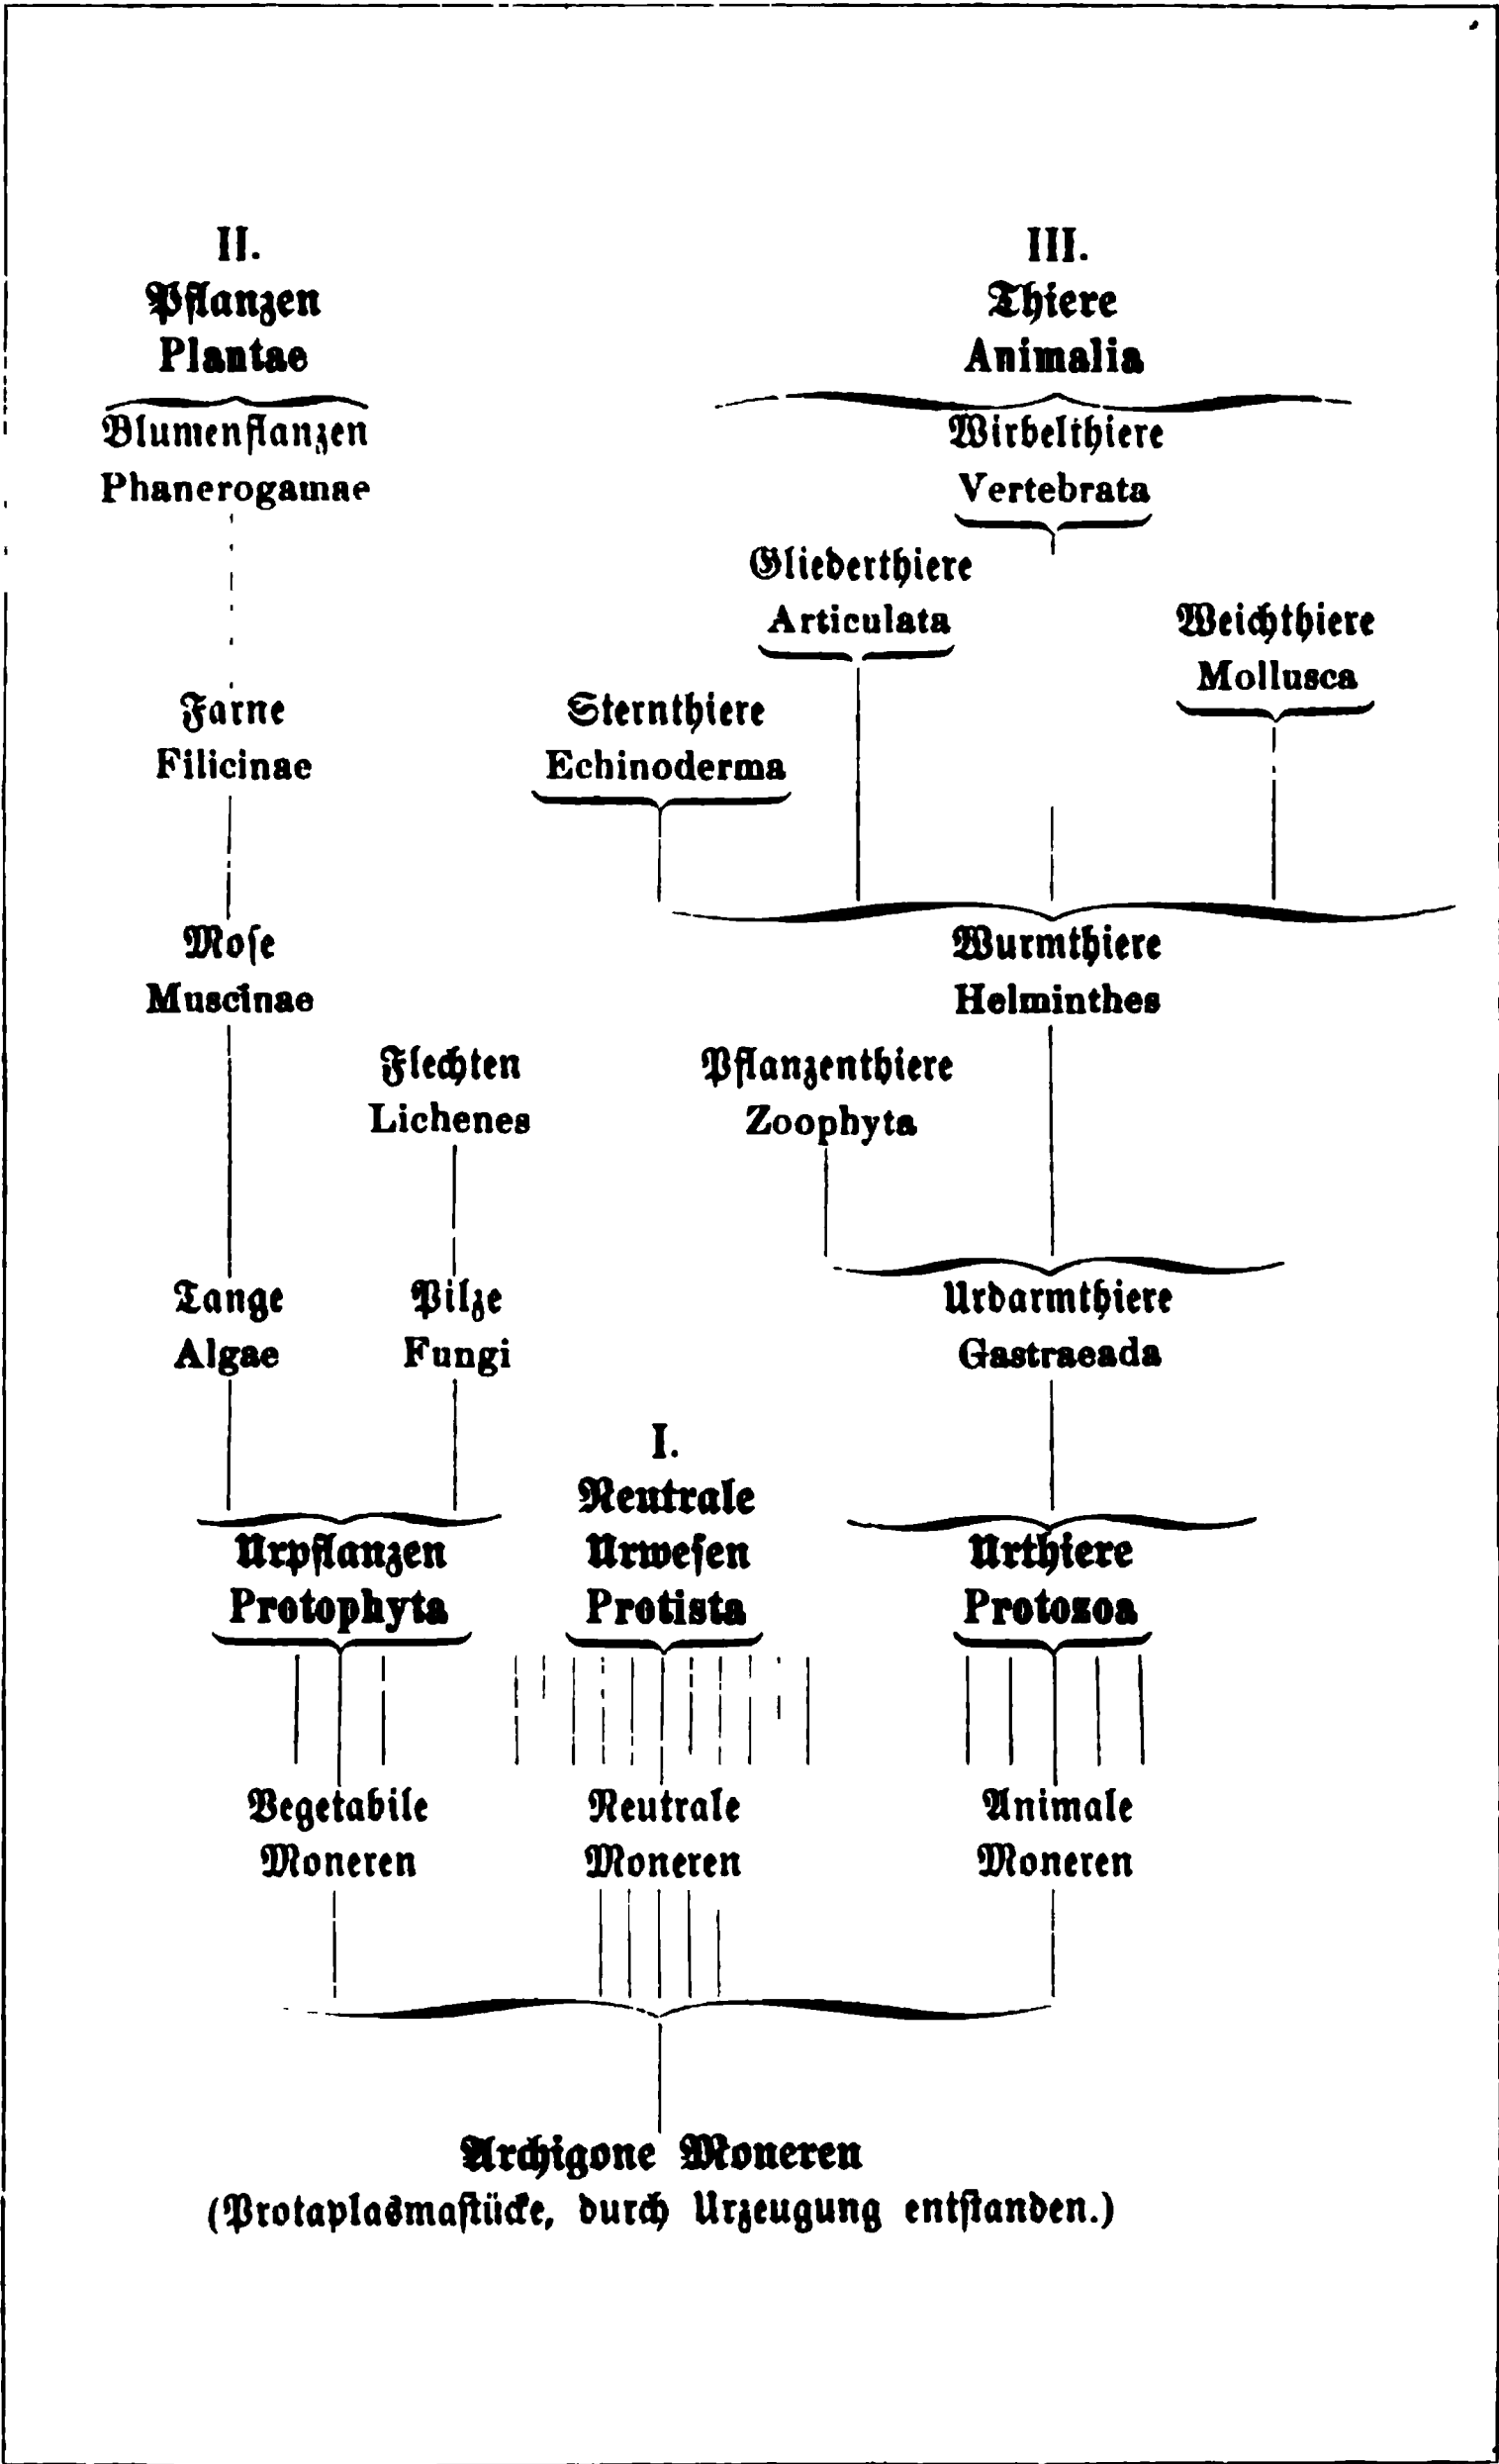 II.
Pflanzen
Plantae
Blumenflanzen
Phanerogamae
Farne
Filicinae
Moſe
Muscinae
Flechten
Lichenes
Tange
Algae
Pilze
Fungi
Urpflanzen
Protophyta
Vegetabile
Moneren
I.
Neutrale
Urweſen
Protista
Neutrale
Moneren
III.
Thiere
Animalia
Wirbelthiere
Vertebrata
Gliederthiere
Articulata
Weichthiere
Mollusca
Sternthiere
Echinoderma
Wurmthiere
Helminthes
Pflanzenthiere
Zoophyta
Urdarmthiere
Gastraeada
Urthiere
Protozoa
Animale
Moneren
Archigone Moneren
(Protaplasmaſtücke, durch Urzeugung entſtanden.)